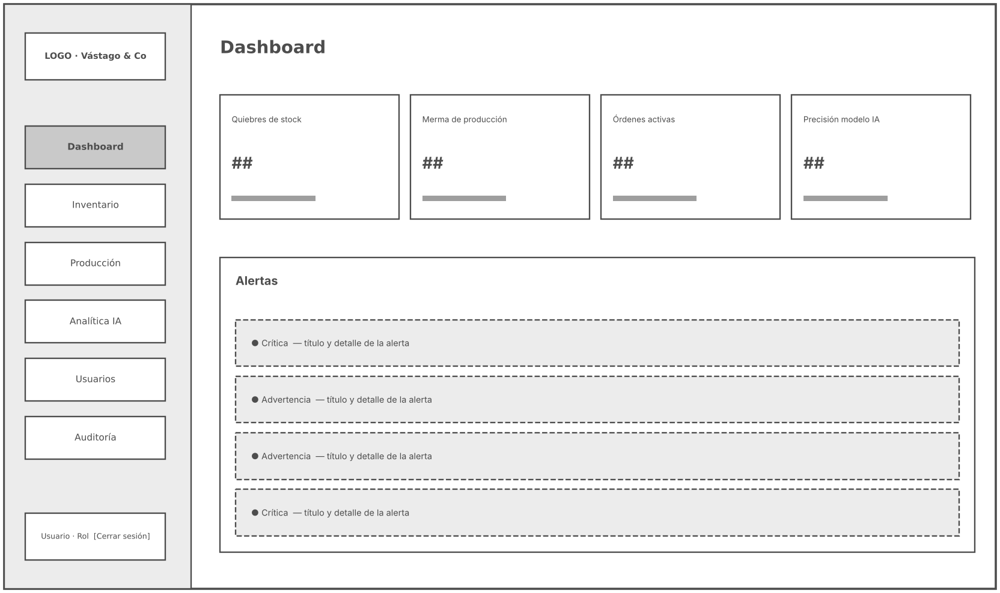 LOGO · Vástago & Co
Dashboard
Inventario
Producción
Analítica IA
Usuarios
Auditoría
Usuario · Rol [Cerrar sesión]
Dashboard
Quiebres de stock
##
Merma de producción
##
Órdenes activas
##
Precisión modelo IA
##
Alertas
● Crítica — título y detalle de la alerta
● Advertencia — título y detalle de la alerta
● Advertencia — título y detalle de la alerta
● Crítica — título y detalle de la alerta